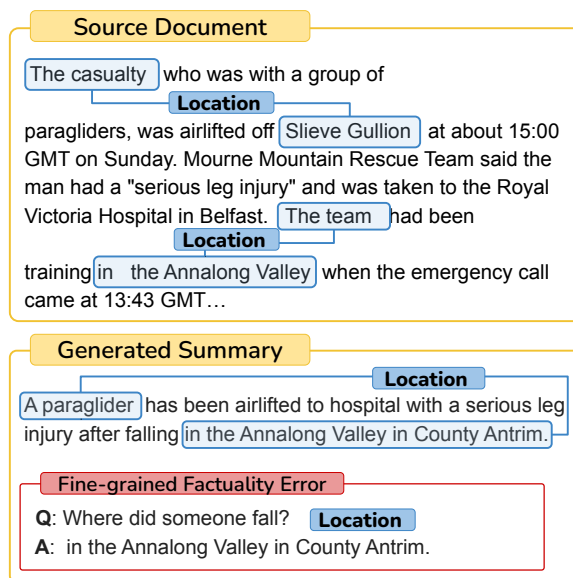 Source Document
The casualty who was with a group of
Location
paragliders, was airlifted off Slieve Gullion at about 15:00
GMT on Sunday. Mourne Mountain Rescue Team said the
man had a "serious leg injury" and was taken to the Royal
Victoria Hospital in Belfast. The team had been
Location
training in the Annalong Valley when the emergency call
came at 13:43 GMT…
Generated Summary
Location
A paraglider has been airlifted to hospital with a serious leg
injury after falling in the Annalong Valley in County Antrim.
Fine-grained Factuality Error
Q: Where did someone fall? Location
A: in the Annalong Valley in County Antrim.